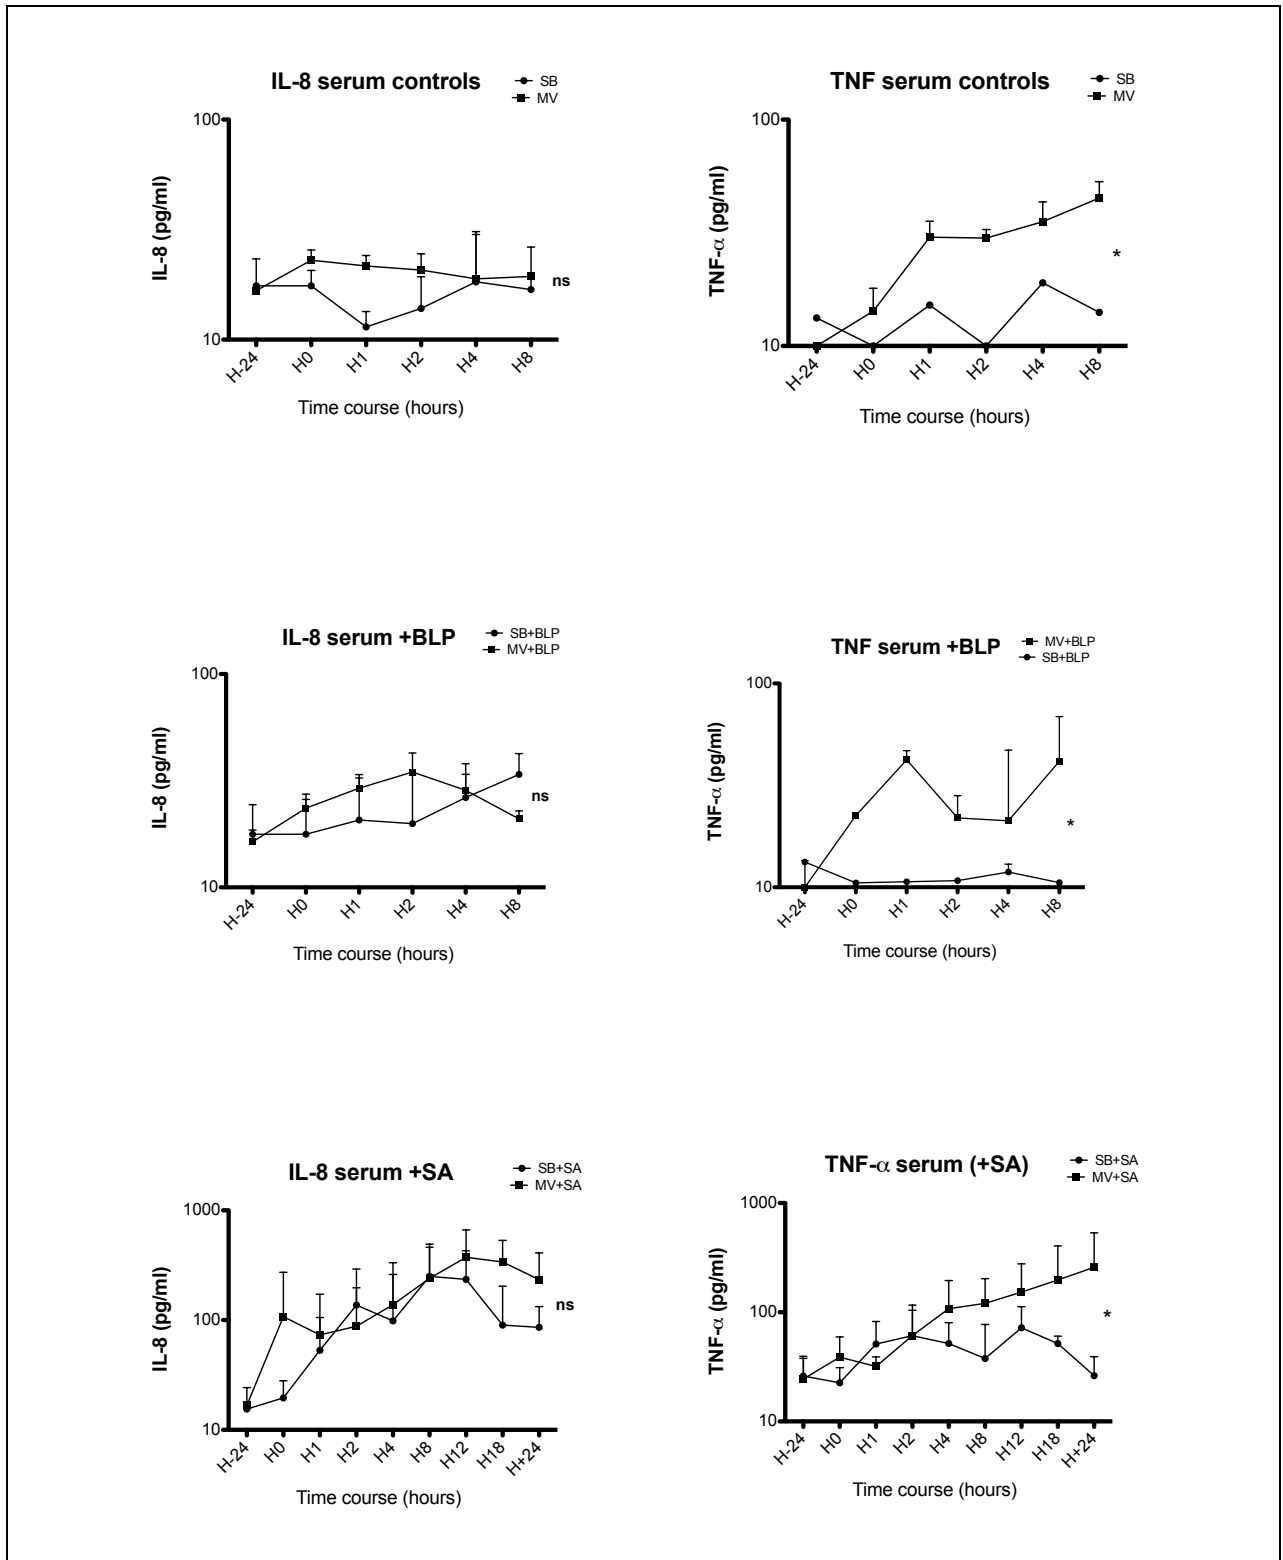 IL-8 serum controls
SB
MV
100
10
IL-8 (pg/ml)
ns
H-24 H0 H1 H2 H4 H8
Time course (hours)
TNF serum controls
SB
MV
100
10
TNF-α (pg/ml)
*
H-24 H0 H1 H2 H4 H8
Time course (hours)
IL-8 serum +BLP
SB+BLP
MV+BLP
100
10
IL-8 (pg/ml)
ns
H-24 H0 H1 H2 H4 H8
Time course (hours)
TNF serum +BLP
MV+BLP
SB+BLP
100
10
TNF-α (pg/ml)
*
H-24 H0 H1 H2 H4 H8
Time course (hours)
IL-8 serum +SA
SB+SA
MV+SA
1000
100
10
IL-8 (pg/ml)
ns
H-24 H0 H1 H2 H4 H8 H12 H18 H+24
Time course (hours)
TNF-α serum (+SA)
SB+SA
MV+SA
1000
100
10
TNF-α (pg/ml)
*
H-24 H0 H1 H2 H4 H8 H12 H18 H+24
Time course (hours)